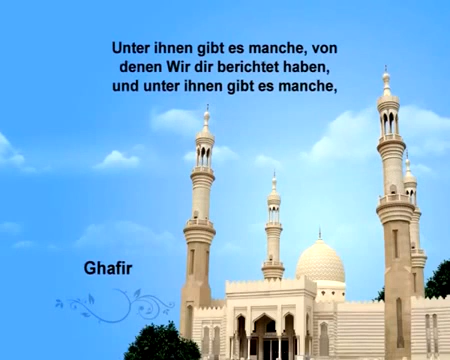 Unter ihnen gibt es manche, von
denen Wir dir berichtet haben,
und unter ihnen gibt es manche,
Ghafir